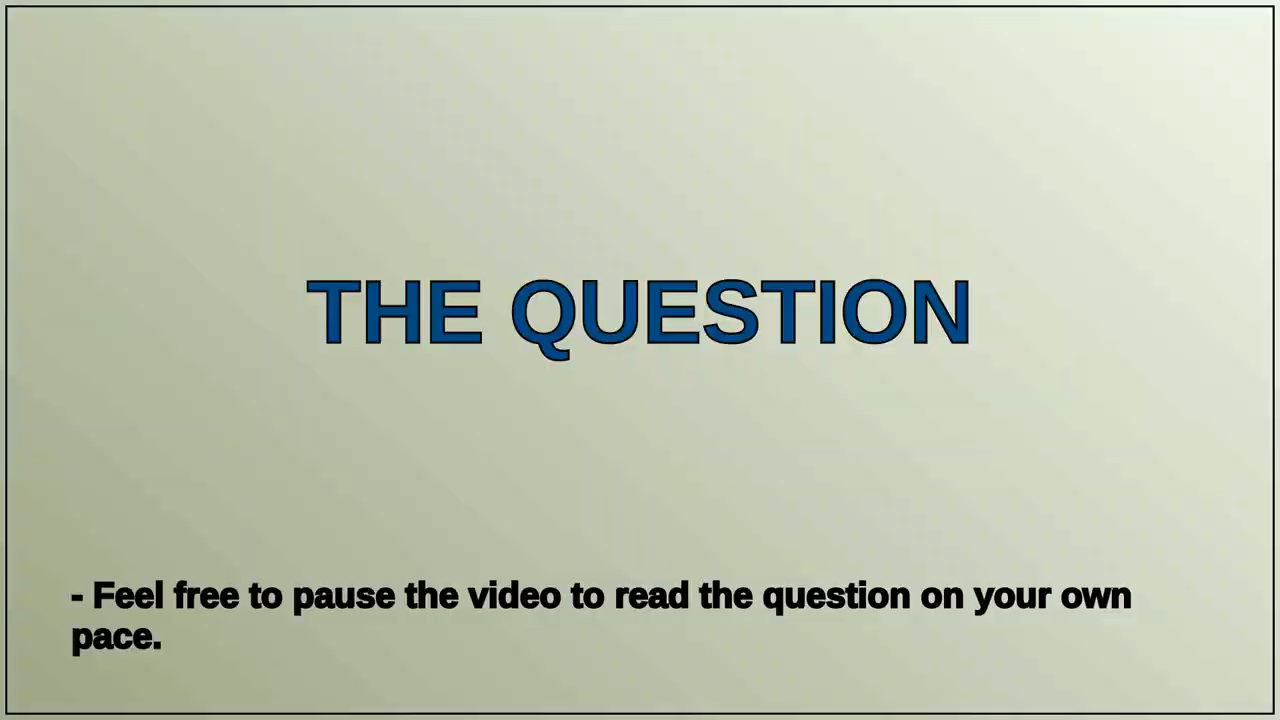 THE QUESTION
- Feel free to pause the video to read the question on your own
pace.